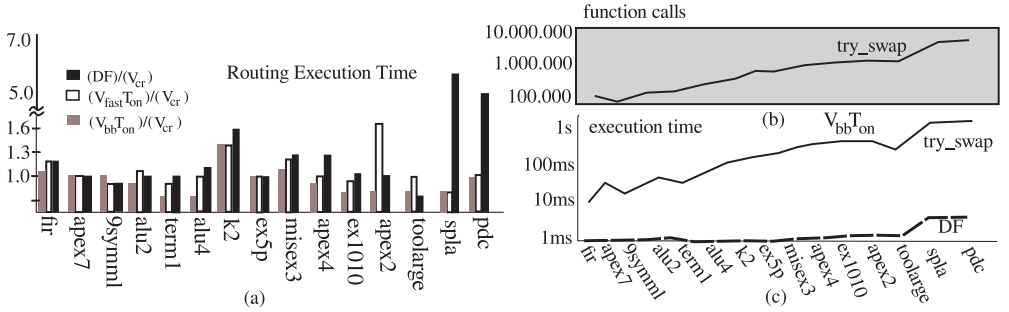 7.0
5.0
1.6
1.3
1.0
(DF)/(Vcr)
(VfastTon)/(Vcr)
(VbbTon)/(Vcr)
Routing Execution Time
fir
apex7
9symml
alu2
term1
alu4
k2
ex5p
misex3
apex4
ex1010
apex2
toolarge
spla
pdc
(a)
function calls
10.000.000
1.000.000
100.000
try_swap
(b)
execution time
VbbTon
1s
100ms
10ms
1ms
try_swap
DF
fir
apex7
9symml
alu2
term1
alu4
k2
ex5p
misex3
apex4
ex1010
apex2
toolarge
spla
pdc
(c)